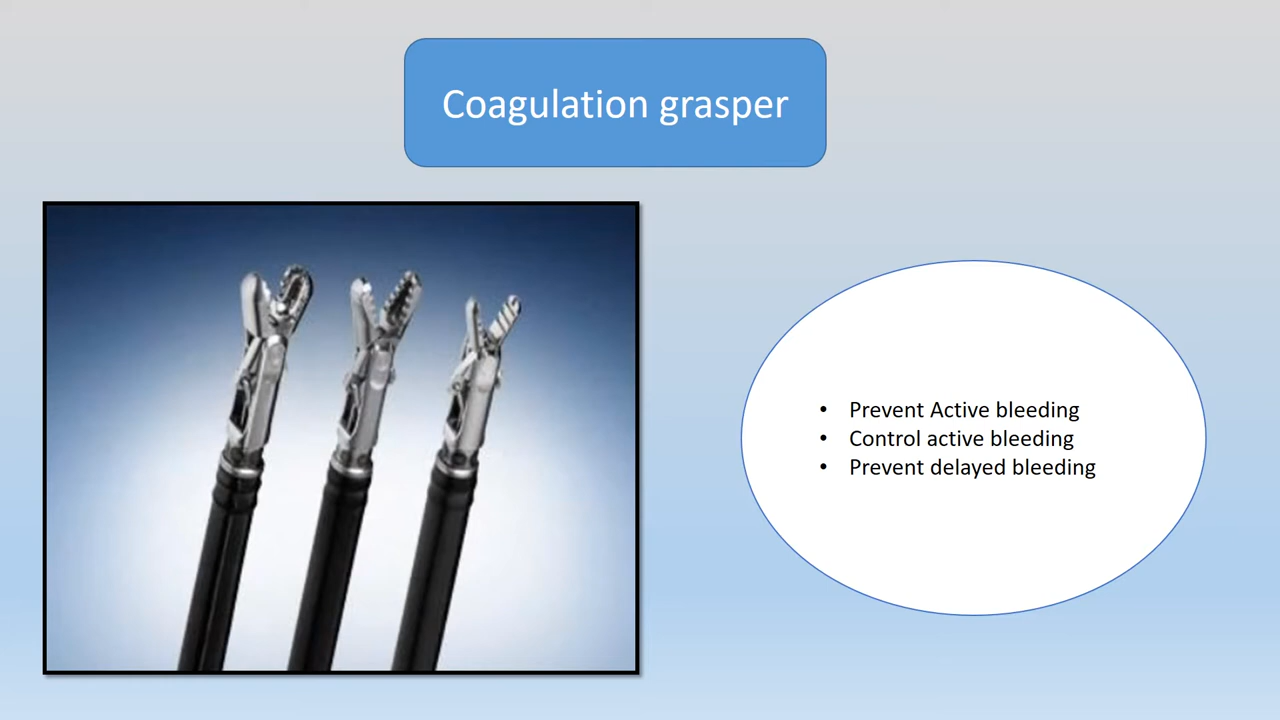 Coagulation grasper
• Prevent Active bleeding
• Control active bleeding
• Prevent delayed bleeding